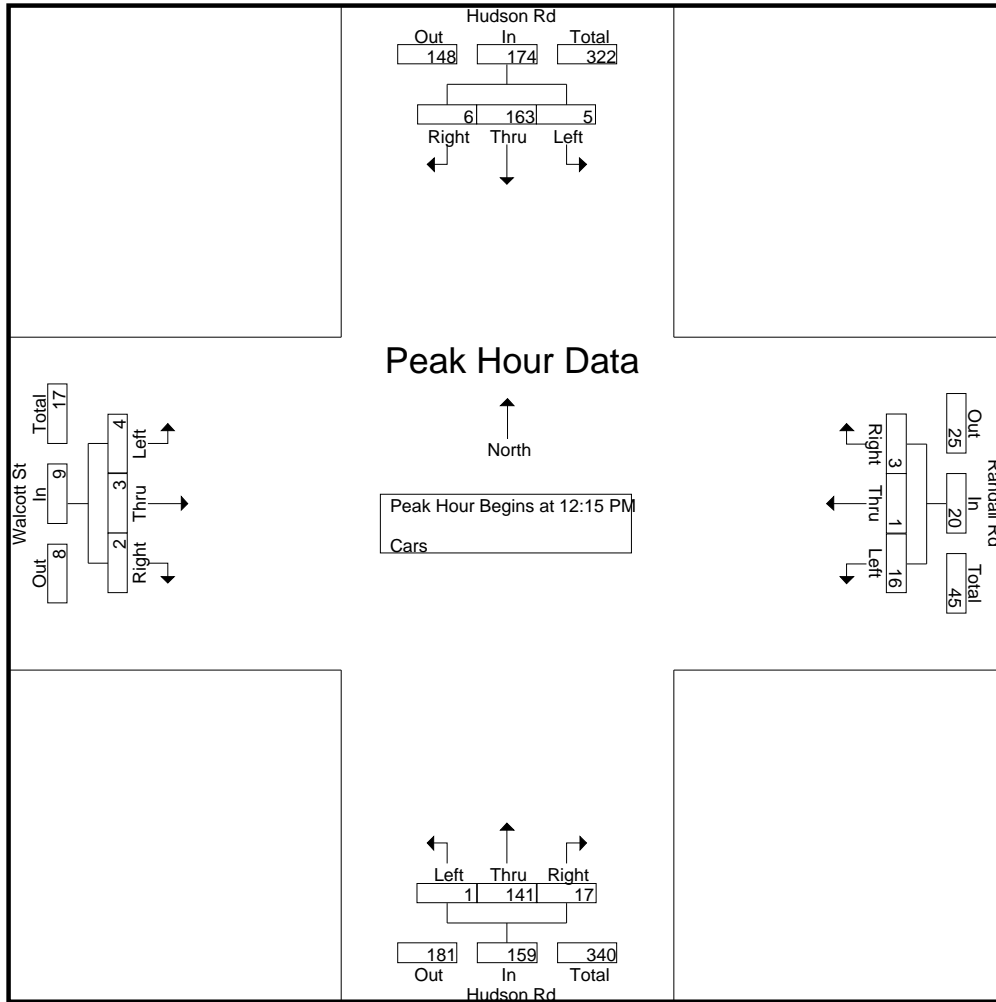 Hudson Rd
Out In Total
148 174 322
6 163 5
Right Thru Left
Peak Hour Data
North
Peak Hour Begins at 12:15 PM
Cars
Walcott St
Total In Out
17 9 8
4 3 2
Left Thru Right
Right Thru Left
3 1 16
25 20 45
Out In Total
Randall Rd
Left Thru Right
1 141 17
181 159 340
Out In Total
Hudson Rd